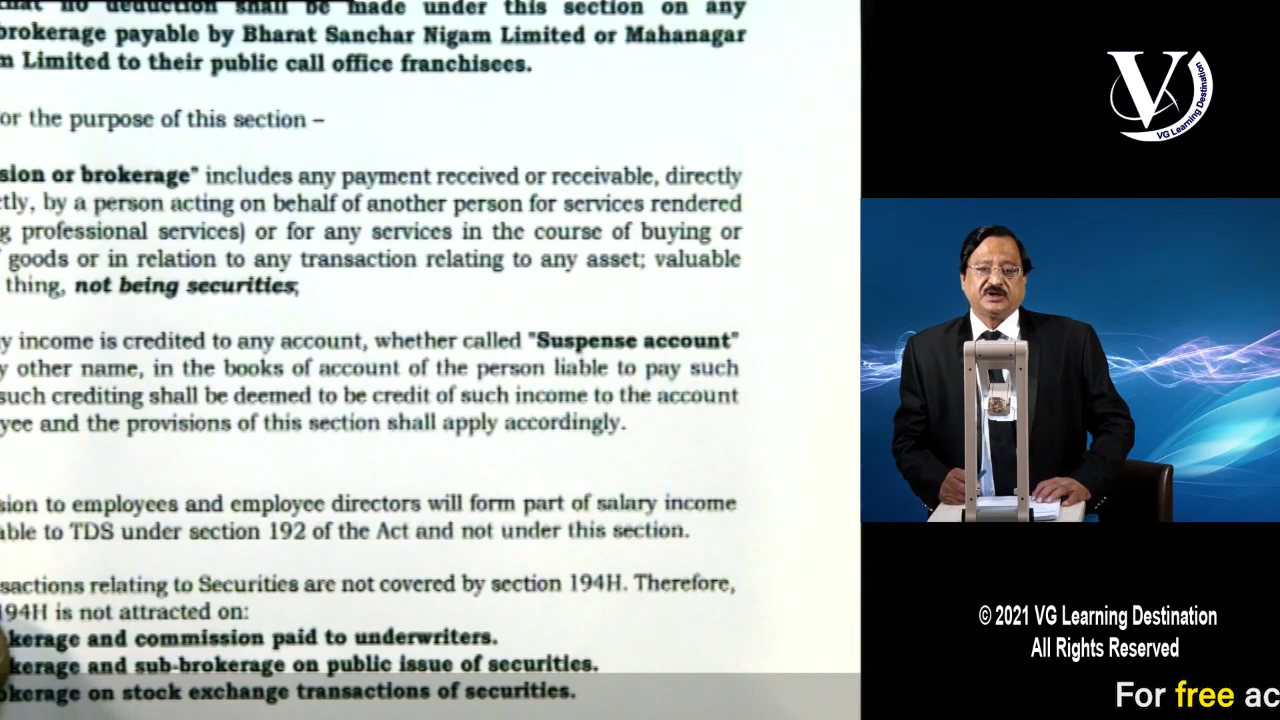 that no deduction shall be made under this section on any
brokerage payable by Bharat Sanchar Nigam Limited or Mahanagar
m Limited to their public call office franchisees.
or the purpose of this section –
sion or brokerage" includes any payment received or receivable, directly
ctly, by a person acting on behalf of another person for services rendered
g professional services) or for any services in the course of buying or
goods or in relation to any transaction relating to any asset; valuable
thing, not being securities;
y income is credited to any account, whether called "Suspense account"
y other name, in the books of account of the person liable to pay such
such crediting shall be deemed to be credit of such income to the account
yee and the provisions of this section shall apply accordingly.
sion to employees and employee directors will form part of salary income
able to TDS under section 192 of the Act and not under this section.
sactions relating to Securities are not covered by section 194H. Therefore,
194H is not attracted on:
kerage and commission paid to underwriters.
kerage and sub-brokerage on public issue of securities.
okerage on stock exchange transactions of securities.
V
VG Learning Destination
© 2021 VG Learning Destination
All Rights Reserved
For free ac